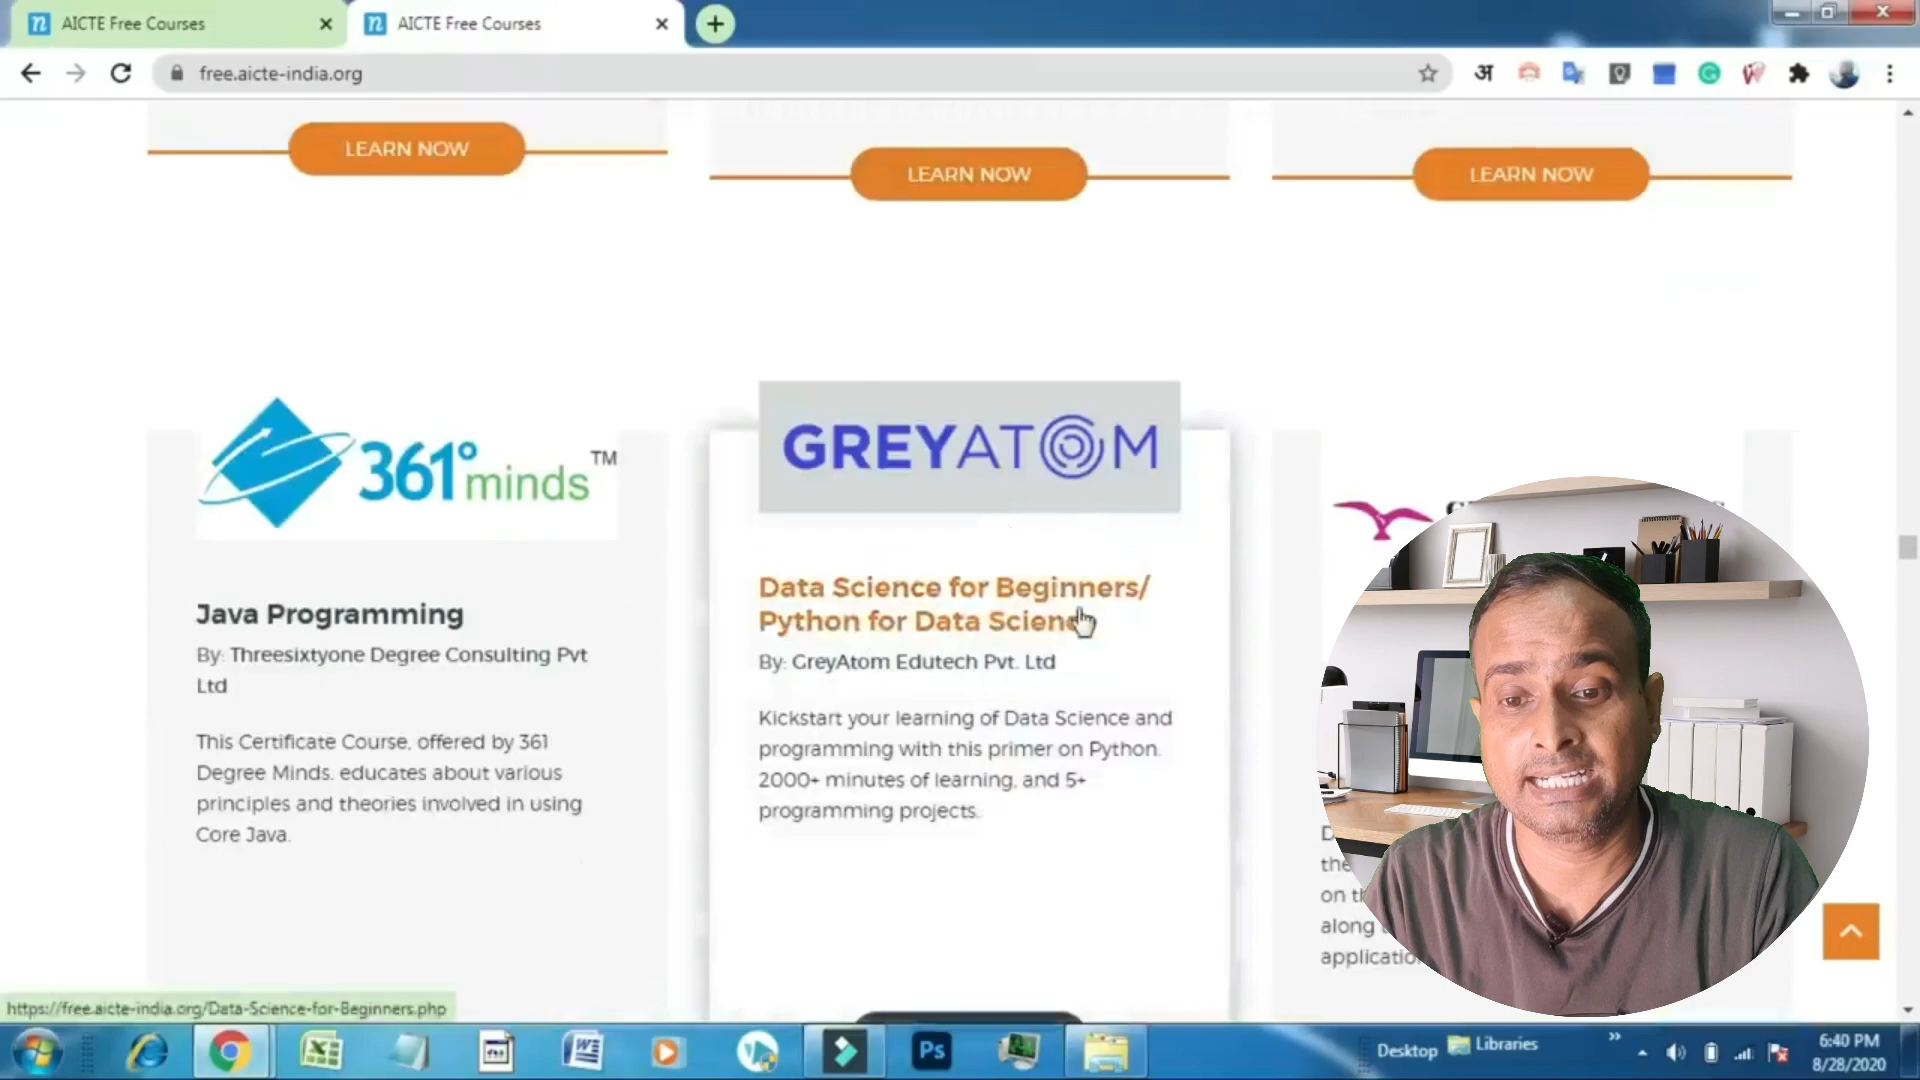 AICTE Free Courses
AICTE Free Courses
free.aicte-india.org
अ
LEARN NOW
LEARN NOW
LEARN NOW
361° minds TM
GREYATOM
Java Programming
By: Threesixtyone Degree Consulting Pvt
Ltd
This Certificate Course, offered by 361
Degree Minds, educates about various
principles and theories involved in using
Core Java.
Data Science for Beginners/
Python for Data Science
By: GreyAtom Edutech Pvt. Ltd
Kickstart your learning of Data Science and
programming with this primer on Python.
2000+ minutes of learning, and 5+
programming projects.
the
along
https://free.aicte-india.org/Data-Science-for-Beginners.php
Ps
Desktop
Libraries
6:40 PM
8/28/2020